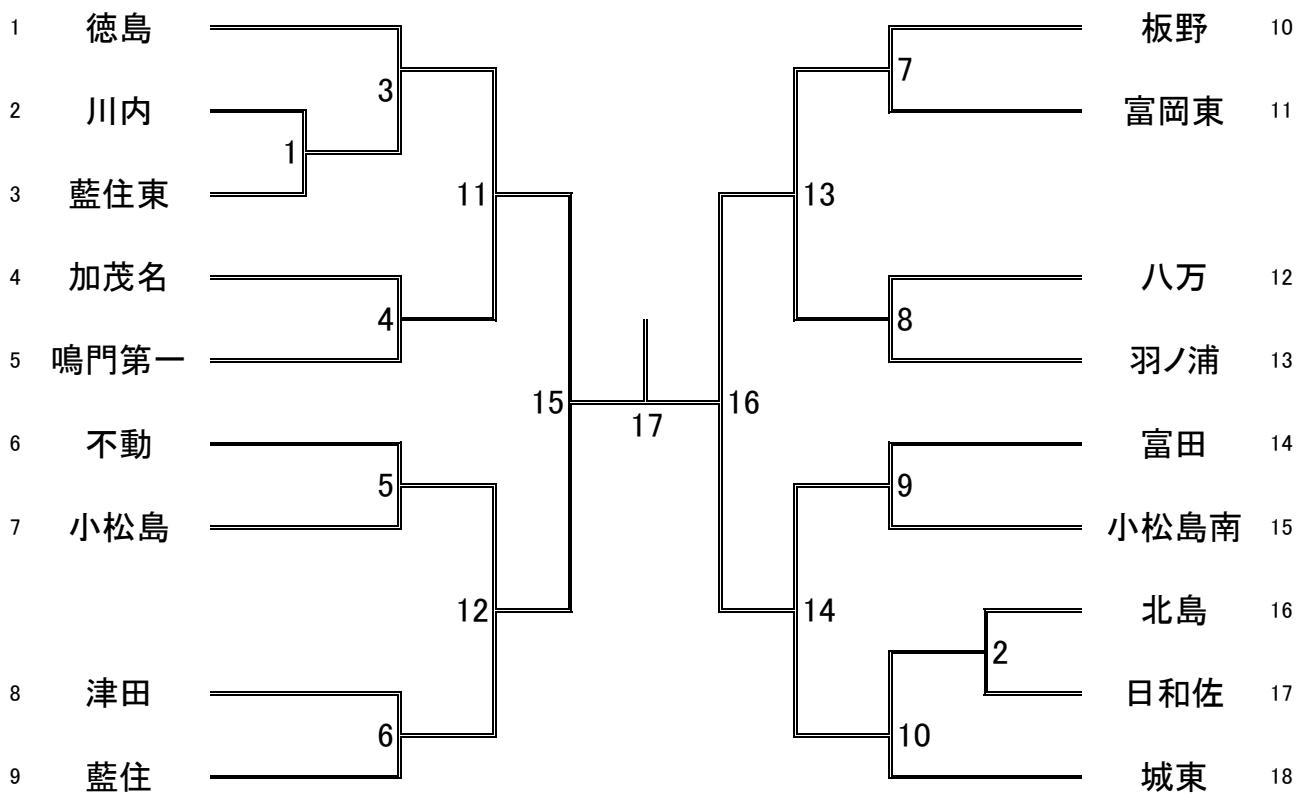 1 徳島
2 川内
3 藍住東
4 加茂名
5 鳴門第一
6 不動
7 小松島
8 津田
9 藍住
3
1
11
4
15
5
12
6
17
7
13
8
16
9
14
2
10
板野 10
富岡東 11
八万 12
羽ノ浦 13
富田 14
小松島南 15
北島 16
日和佐 17
城東 18